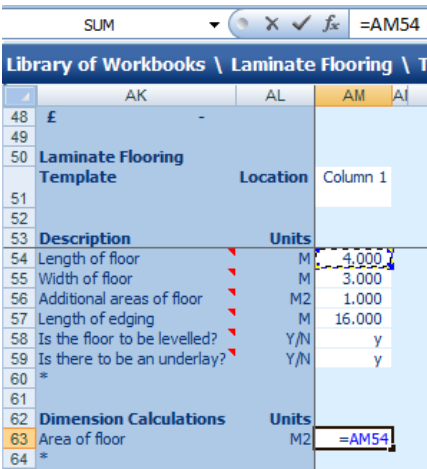 SUM fx =AM54
Library of Workbooks \ Laminate Flooring \ T
AK AL AM
48 £ -
49
50 Laminate Flooring
Template Location Column 1
51
52
53 Description Units
54 Length of floor M 4.000
55 Width of floor M 3.000
56 Additional areas of floor M2 1.000
57 Length of edging M 16.000
58 Is the floor to be levelled? Y/N y
59 Is there to be an underlay? Y/N y
60 *
61
62 Dimension Calculations Units
63 Area of floor M2 =AM54
64 *